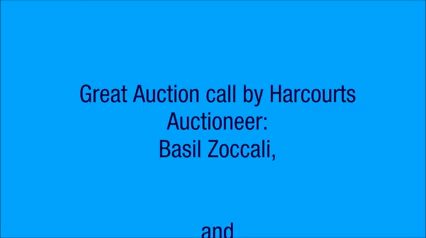 Great Auction call by Harcourts
Auctioneer:
Basil Zoccali,
and